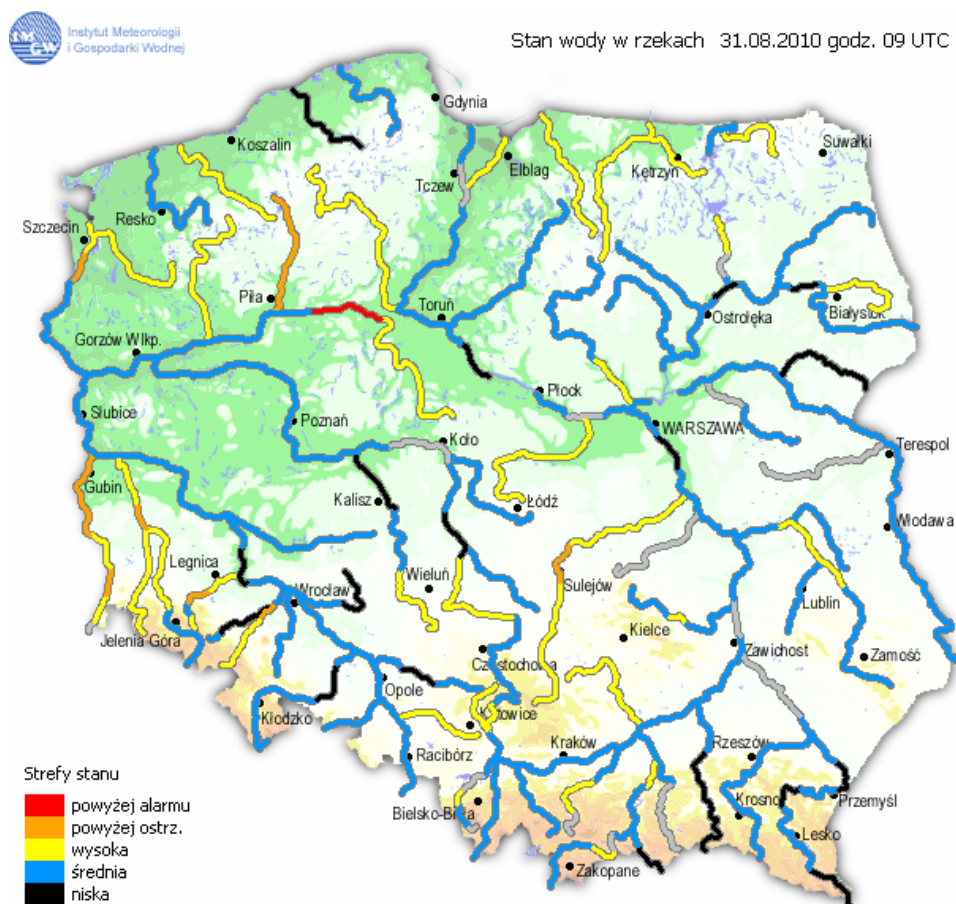 IMGW
Instytut Meteorologii
i Gospodarki Wodnej
Stan wody w rzekach 31.08.2010 godz. 09 UTC
Gdynia
Koszalin
Suwałki
Elbląg
Kętrzyn
Tczew
Resko
Szczecin
Piła
Toruń
Ostrołęka
Białystok
Gorzów Wlkp.
Płock
Słubice
Poznań
WARSZAWA
Koło
Terespol
Gubin
Kalisz
Łódź
Włodawa
Legnica
Wieluń
Sulejów
Wrocław
Lublin
Jelenia Góra
Kielce
Zawichost
Częstochowa
Zamość
Opole
Kłodzko
Katowice
Kraków
Rzeszów
Racibórz
Strefy stanu
powyżej alarmu
Bielsko-Biała
Krosno
Przemyśl
powyżej ostrz.
Lesko
wysoka
średnia
Zakopane
niska